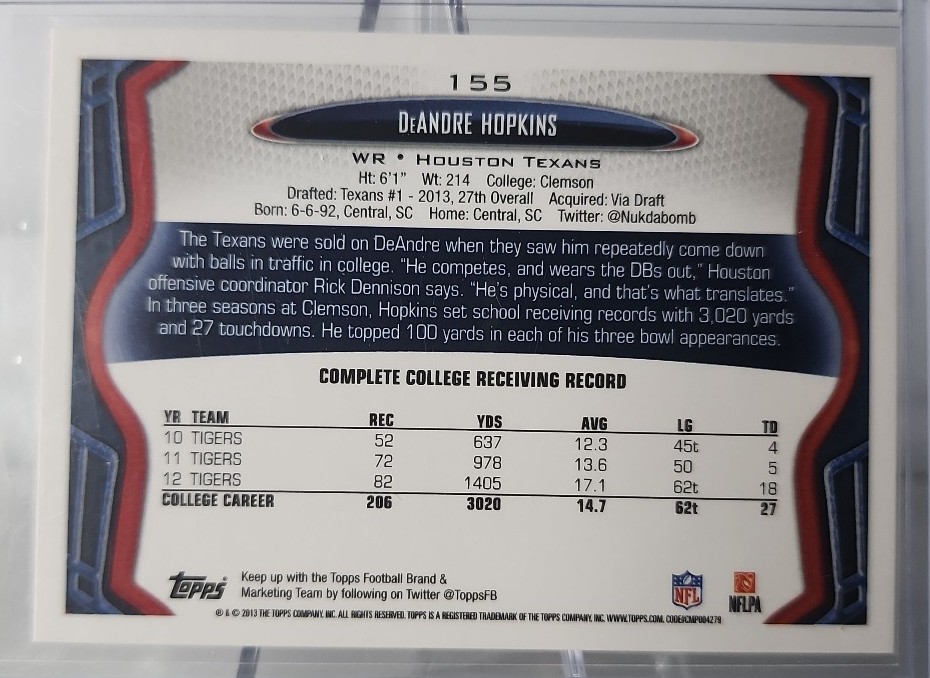 155
DeANDRE HOPKINS
WR • HOUSTON TEXANS
Ht: 6'1" Wt: 214 College: Clemson
Drafted: Texans #1 - 2013, 27th Overall Acquired: Via Draft
Born: 6-6-92, Central, SC Home: Central, SC Twitter: @Nukdabomb
The Texans were sold on DeAndre when they saw him repeatedly come down
with balls in traffic in college. "He competes, and wears the DBs out," Houston
offensive coordinator Rick Dennison says. "He's physical, and that's what translates."
In three seasons at Clemson, Hopkins set school receiving records with 3,020 yards
and 27 touchdowns. He topped 100 yards in each of his three bowl appearances.
COMPLETE COLLEGE RECEIVING RECORD
YR TEAM REC YDS AVG LG TD
10 TIGERS 52 637 12.3 45t 4
11 TIGERS 72 978 13.6 50 5
12 TIGERS 82 1405 17.1 62t 18
COLLEGE CAREER 206 3020 14.7 62t 27
Topps
Keep up with the Topps Football Brand &
Marketing Team by following on Twitter @ToppsFB
NFL
NFLPA
® & © 2013 THE TOPPS COMPANY, INC. ALL RIGHTS RESERVED. TOPPS IS A REGISTERED TRADEMARK OF THE TOPPS COMPANY, INC. WWW.TOPPS.COM. CODE#CMP004279